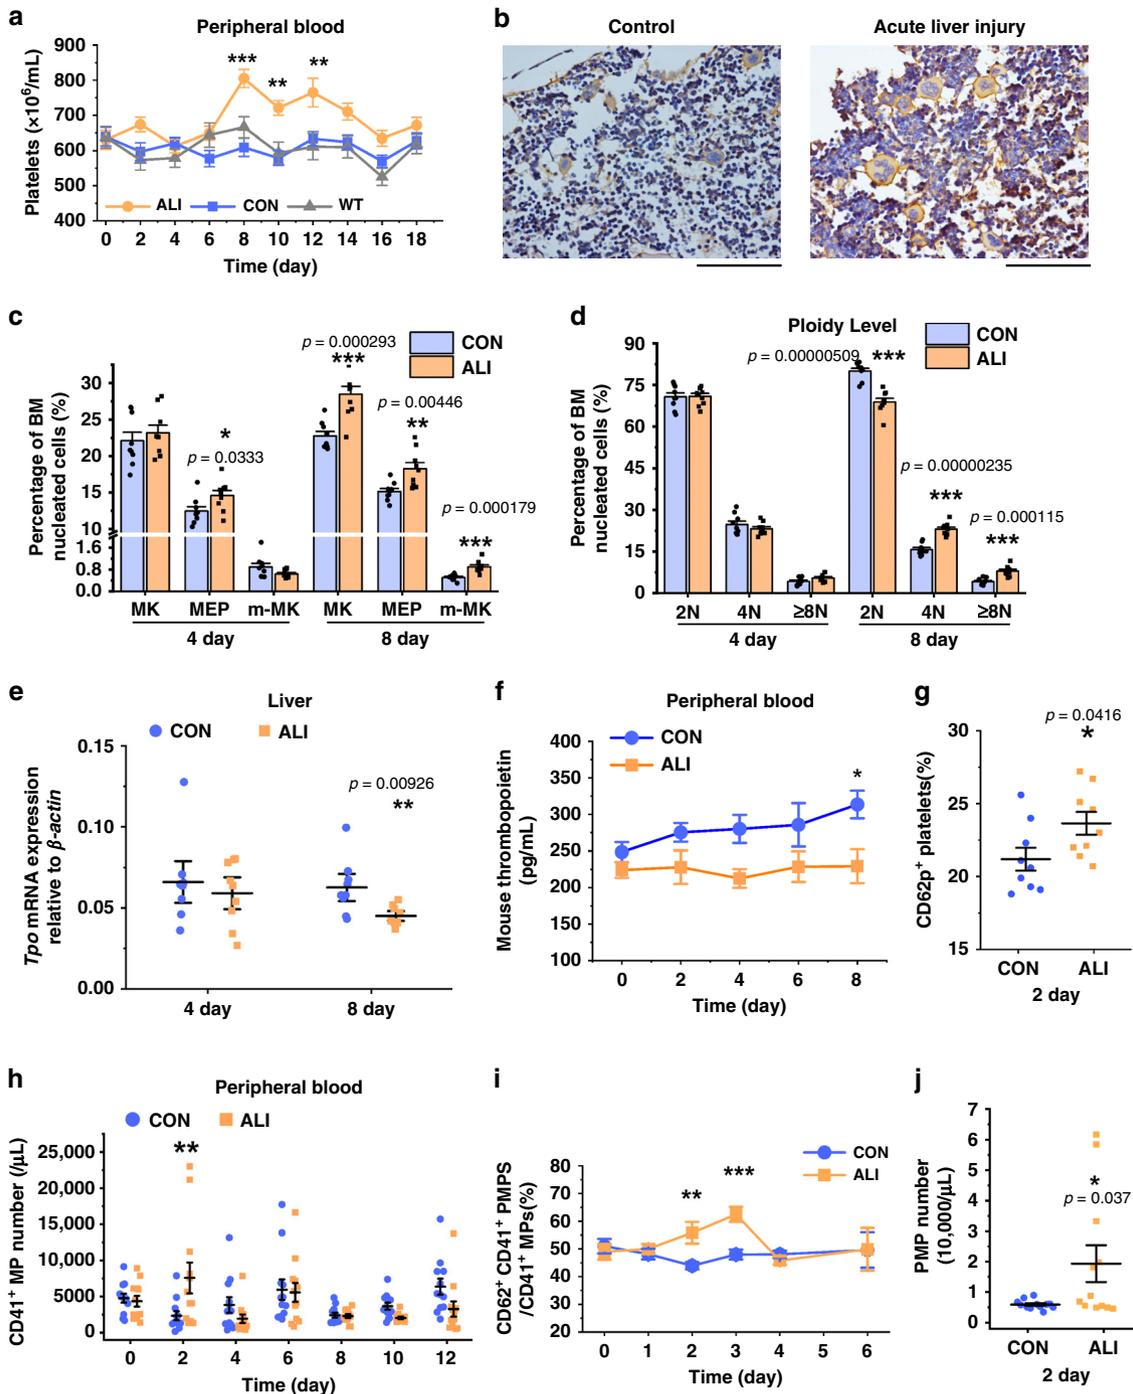 a
Peripheral blood
Platelets (×10⁶/mL)
900
800
700
600
500
400
***
**
**
ALI
CON
WT
0 2 4 6 8 10 12 14 16 18
Time (day)
b
Control
Acute liver injury
c
Percentage of BM
nucleated cells (%)
30
25
20
15
10
1.6
0.8
0.0
CON
ALI
p = 0.000293
***
p = 0.00446
**
*
p = 0.0333
p = 0.000179
***
MK MEP m-MK MK MEP m-MK
4 day 8 day
d
Ploidy Level
Percentage of BM
nucleated cells (%)
90
75
60
45
30
15
0
CON
ALI
p = 0.00000509 ***
p = 0.00000235
***
p = 0.000115
***
2N 4N ≥8N 2N 4N ≥8N
4 day 8 day
e
Liver
CON ALI
Tpo mRNA expression
relative to β-actin
0.15
0.10
0.05
0.00
p = 0.00926
**
4 day 8 day
f
Peripheral blood
CON
ALI
Mouse thrombopoietin
(pg/mL)
400
350
300
250
200
150
100
*
0 2 4 6 8
Time (day)
g
p = 0.0416
*
CD62p⁺ platelets(%)
30
25
20
15
CON ALI
2 day
h
Peripheral blood
CON ALI
CD41⁺ MP number (/μL)
25,000
20,000
15,000
10,000
5000
0
**
0 2 4 6 8 10 12
Time (day)
i
CON
ALI
CD62⁺ CD41⁺ PMPS
/CD41⁺ MPs(%)
80
70
60
50
40
30
20
**
***
0 1 2 3 4 5 6
Time (day)
j
PMP number
(10,000/μL)
7
6
5
4
3
2
1
0
*
p = 0.037
CON ALI
2 day